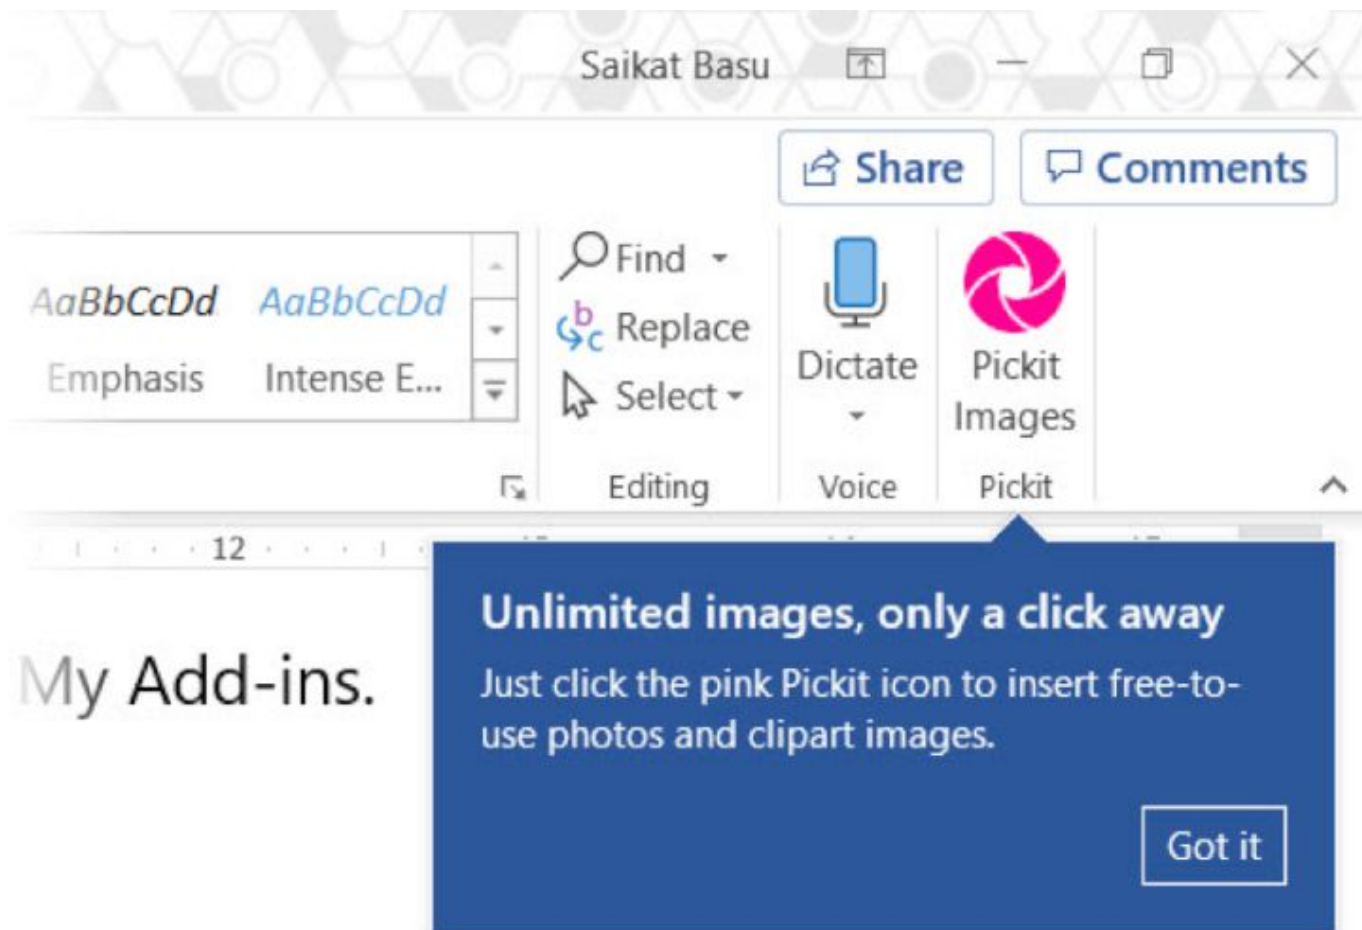 Saikat Basu
Share
Comments
AaBbCcDd AaBbCcDd
Emphasis Intense E...
Find
b
c
Replace
Select
Editing
Dictate
Voice
Pickit
Images
Pickit
12
My Add-ins.
Unlimited images, only a click away
Just click the pink Pickit icon to insert free-to-
use photos and clipart images.
Got it